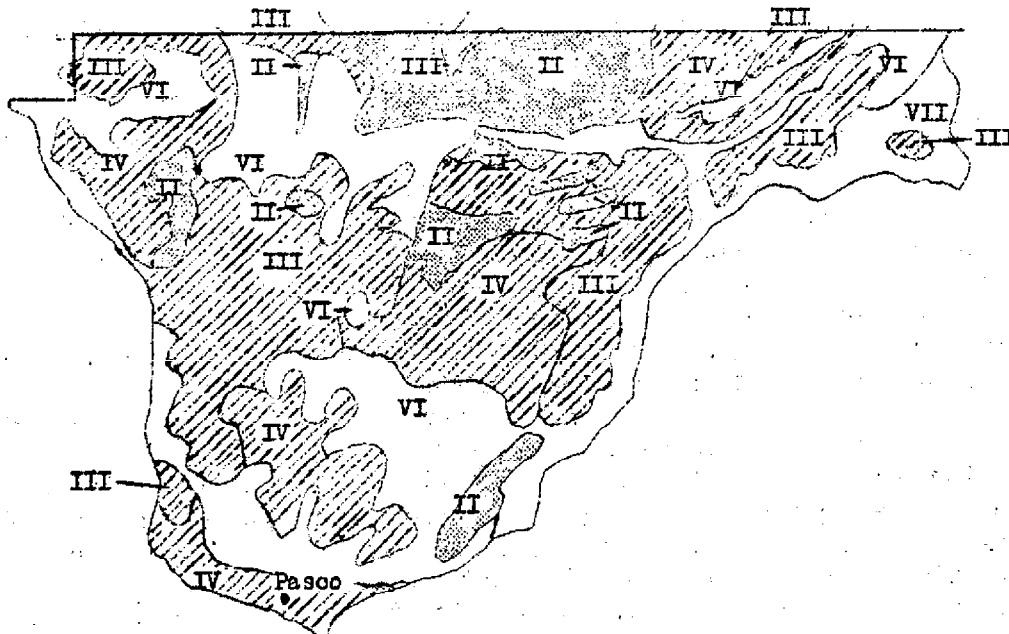 III III
III II III II IV VI VI
VI
VII
III III
IV VI II
II II II
II
III IV III
VI
VI
IV
III II
IV Pasco